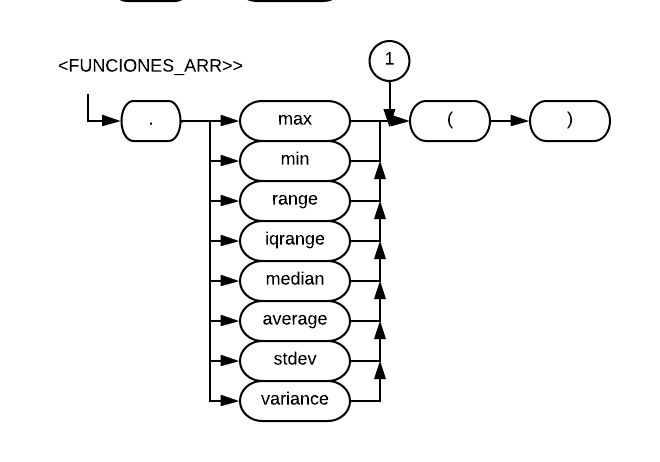 <FUNCIONES_ARR>>
1
. max ( )
min
range
iqrange
median
average
stdev
variance